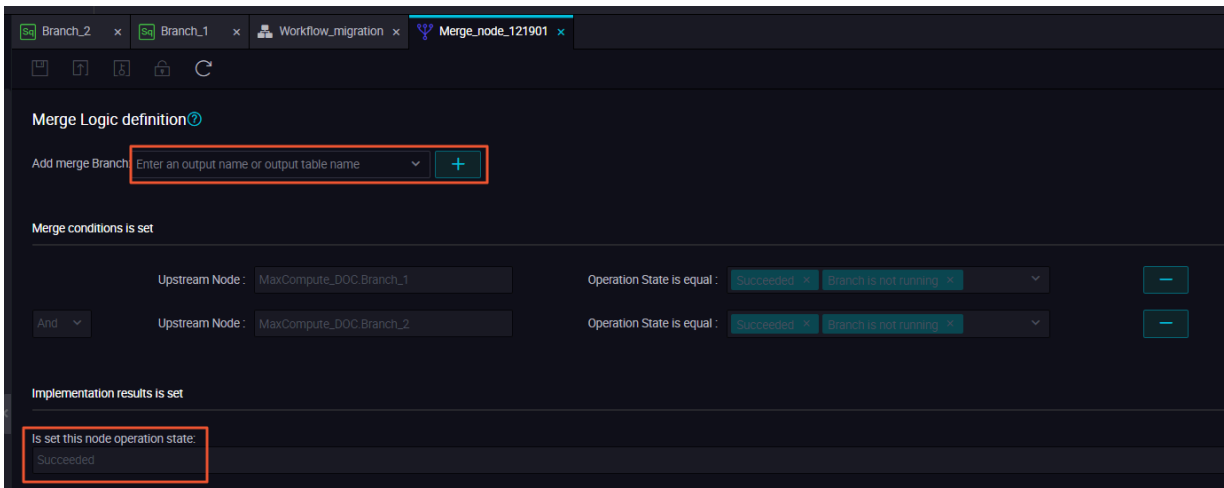 Sq Branch_2 × Sq Branch_1 × Workflow_migration × Merge_node_121901 ×
Merge Logic definition?
Add merge Branch: Enter an output name or output table name +
Merge conditions is set
Upstream Node : MaxCompute_DOC.Branch_1 Operation State is equal : Succeeded × Branch is not running × −
And Upstream Node : MaxCompute_DOC.Branch_2 Operation State is equal : Succeeded × Branch is not running × −
Implementation results is set
Is set this node operation state:
Succeeded